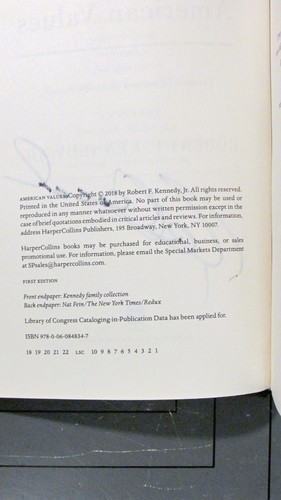 AMERICAN VALUES. Copyright © 2018 by Robert F. Kennedy, Jr. All rights reserved.
Printed in the United States of America. No part of this book may be used or
reproduced in any manner whatsoever without written permission except in the
case of brief quotations embodied in critical articles and reviews. For information,
address HarperCollins Publishers, 195 Broadway, New York, NY 10007.
HarperCollins books may be purchased for educational, business, or sales
promotional use. For information, please email the Special Markets Department
at SPsales@harpercollins.com.
FIRST EDITION
Front endpaper: Kennedy family collection
Back endpaper: Nat Fein/The New York Times/Redux
Library of Congress Cataloging-in-Publication Data has been applied for.
ISBN 978-0-06-084834-7
18 19 20 21 22 LSC 10 9 8 7 6 5 4 3 2 1